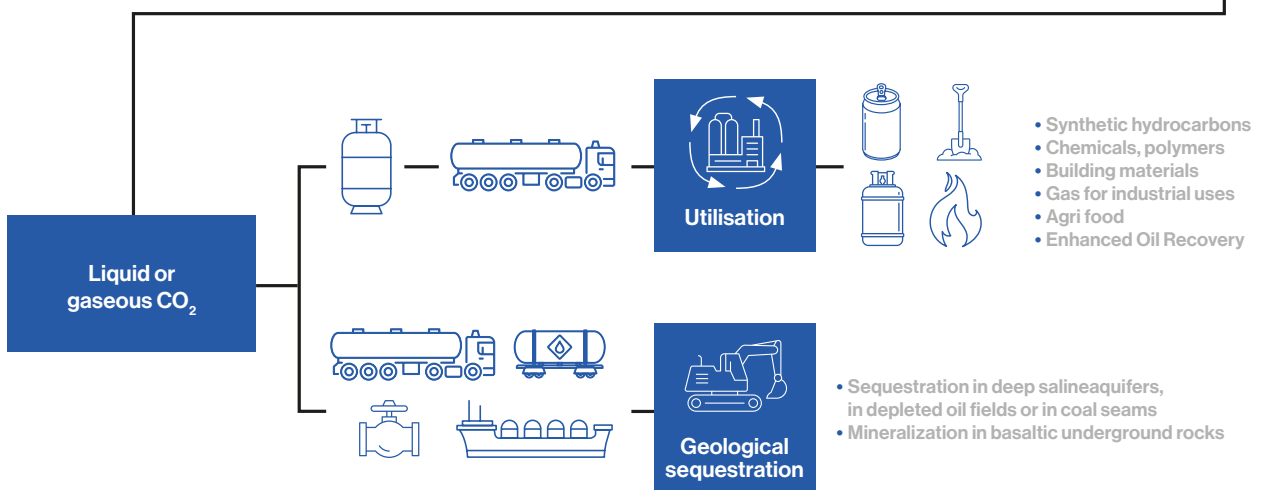 Liquid or
gaseous CO₂
Utilisation
• Synthetic hydrocarbons
• Chemicals, polymers
• Building materials
• Gas for industrial uses
• Agri food
• Enhanced Oil Recovery
Geological
sequestration
• Sequestration in deep salineaquifers,
in depleted oil fields or in coal seams
• Mineralization in basaltic underground rocks